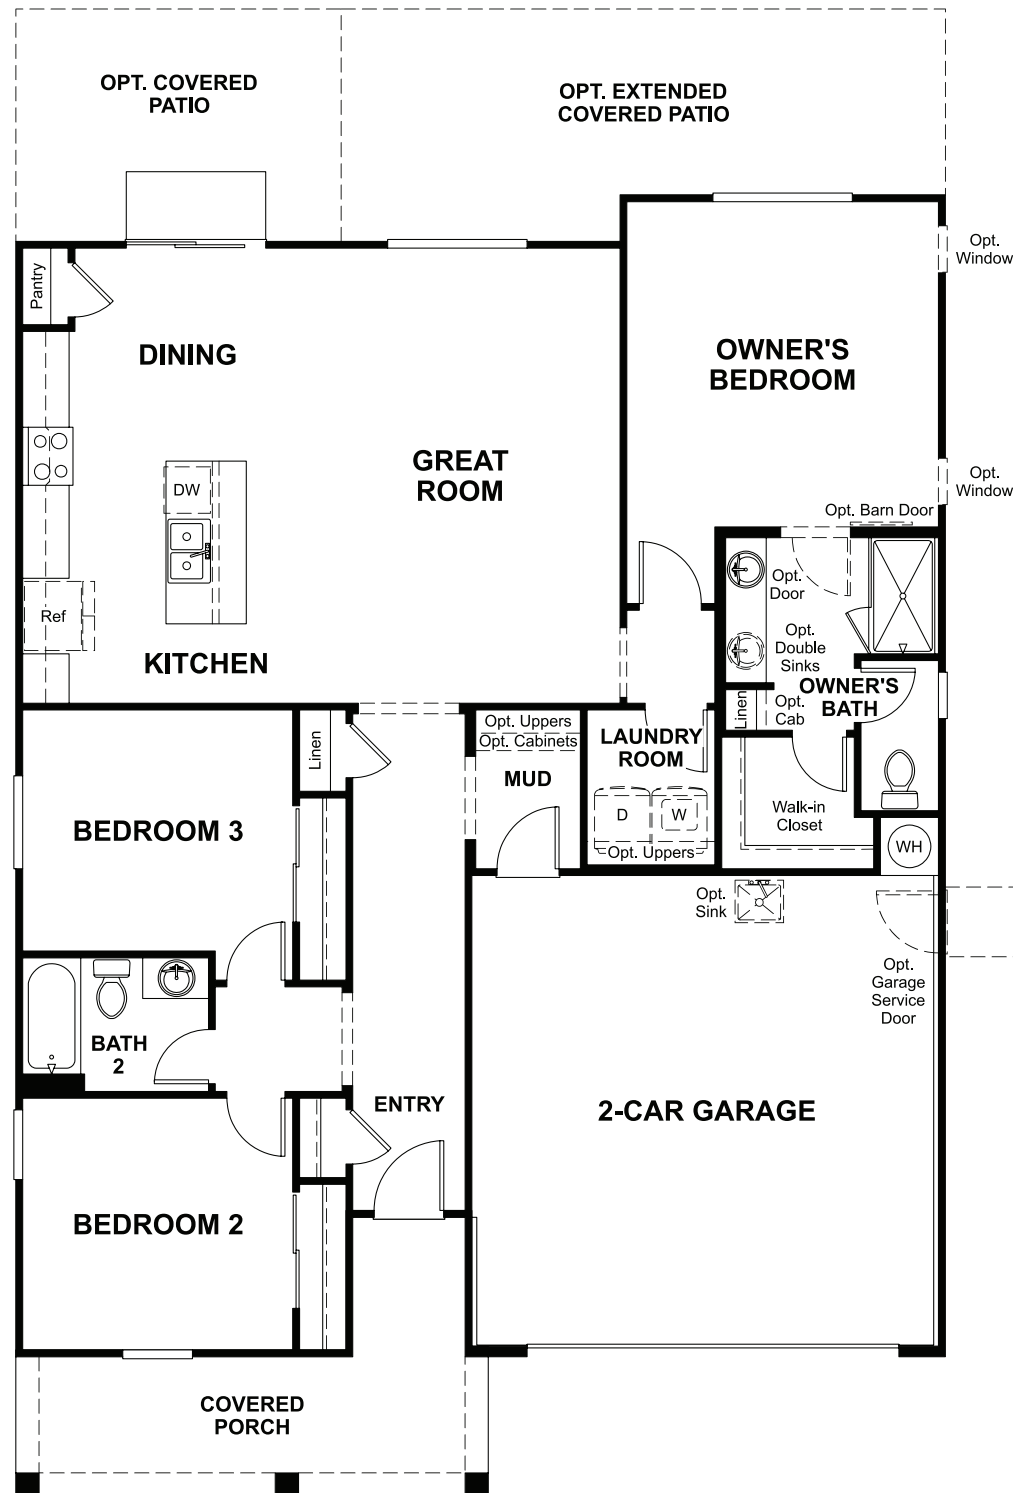 OPT. COVERED
PATIO
OPT. EXTENDED
COVERED PATIO
Opt.
Window
Pantry
DINING
OWNER'S
BEDROOM
GREAT
ROOM
Opt.
Window
DW
Opt. Barn Door
Opt.
Door
Ref
Opt.
Double
Sinks
KITCHEN
OWNER'S
BATH
Linen
Opt.
Cab
Linen
Opt. Uppers
Opt. Cabinets
MUD
LAUNDRY
ROOM
D
W
Opt. Uppers
Walk-in
Closet
WH
BEDROOM 3
Opt.
Sink
Opt.
Garage
Service
Door
BATH
2
ENTRY
2-CAR GARAGE
BEDROOM 2
COVERED
PORCH